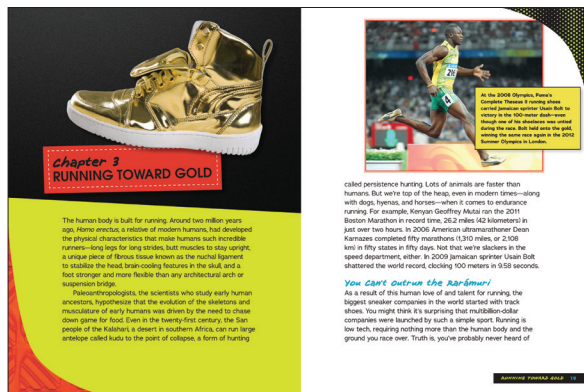 chapter 3
RUNNING TOWARD GOLD
The human body is built for running. Around two million years
ago, Homo erectus, a relative of modern humans, had developed
the physical characteristics that make humans such incredible
runners—long legs for long strides, butt muscles to stay upright,
a unique piece of fibrous tissue known as the nuchal ligament
to stabilize the head, brain-cooling features in the skull, and a
foot stronger and more flexible than any architectural arch or
suspension bridge.
Paleoanthropologists, the scientists who study early human
ancestors, hypothesize that the evolution of the skeletons and
musculature of early humans was driven by the need to chase
down game for food. Even in the twenty-first century, the San
people of the Kalahari, a desert in southern Africa, can run large
antelope called kudu to the point of collapse, a form of hunting
216
4
At the 2008 Olympics, Puma's
Complete Theseus II running shoes
carried Jamaican sprinter Usain Bolt to
victory in the 100-meter dash—even
though one of his shoelaces was untied
during the race. Bolt held onto the gold,
winning the same race again in the 2012
Summer Olympics in London.
called persistence hunting. Lots of animals are faster than
humans. But we're top of the heap, even in modern times—along
with dogs, hyenas, and horses—when it comes to endurance
running. For example, Kenyan Geoffrey Mutai ran the 2011
Boston Marathon in record time, 26.2 miles (42 kilometers) in
just over two hours. In 2006 American ultramarathoner Dean
Karnazes completed fifty marathons (1,310 miles, or 2,108
km) in fifty states in fifty days. Not that we're slackers in the
speed department, either. In 2009 Jamaican sprinter Usain Bolt
shattered the world record, clocking 100 meters in 9.58 seconds.
You Can't Outrun the Rarámuri
As a result of this human love of and talent for running, the
biggest sneaker companies in the world started with track
shoes. You might think it's surprising that multibillion-dollar
companies were launched by such a simple sport. Running is
low tech, requiring nothing more than the human body and the
ground you race over. Truth is, you've probably never heard of
RUNNING TOWARD GOLD 19